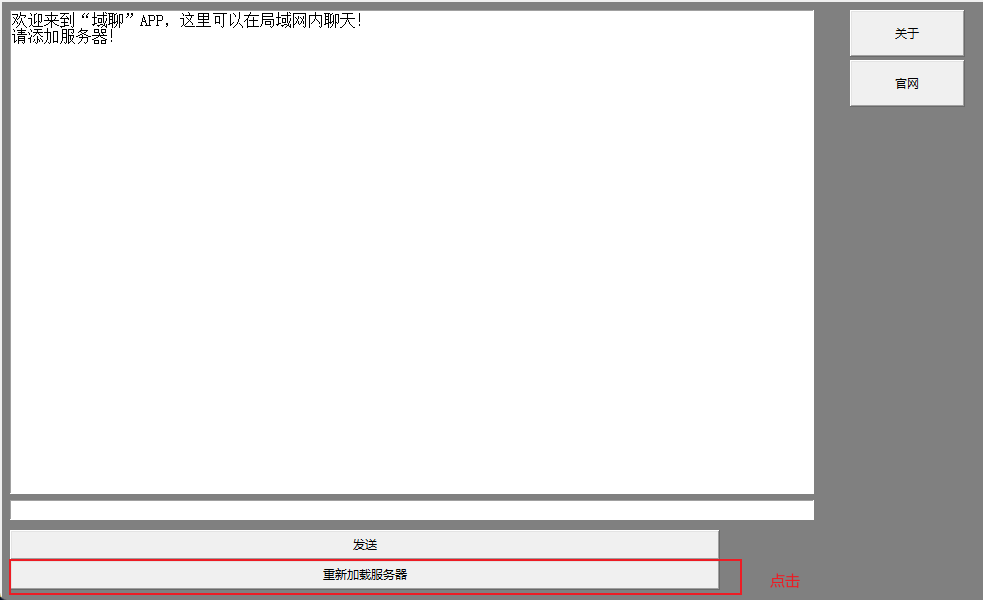 欢迎来到“域聊”APP，这里可以在局域网内聊天！
请添加服务器！
关于
官网
发送
重新加载服务器
点击